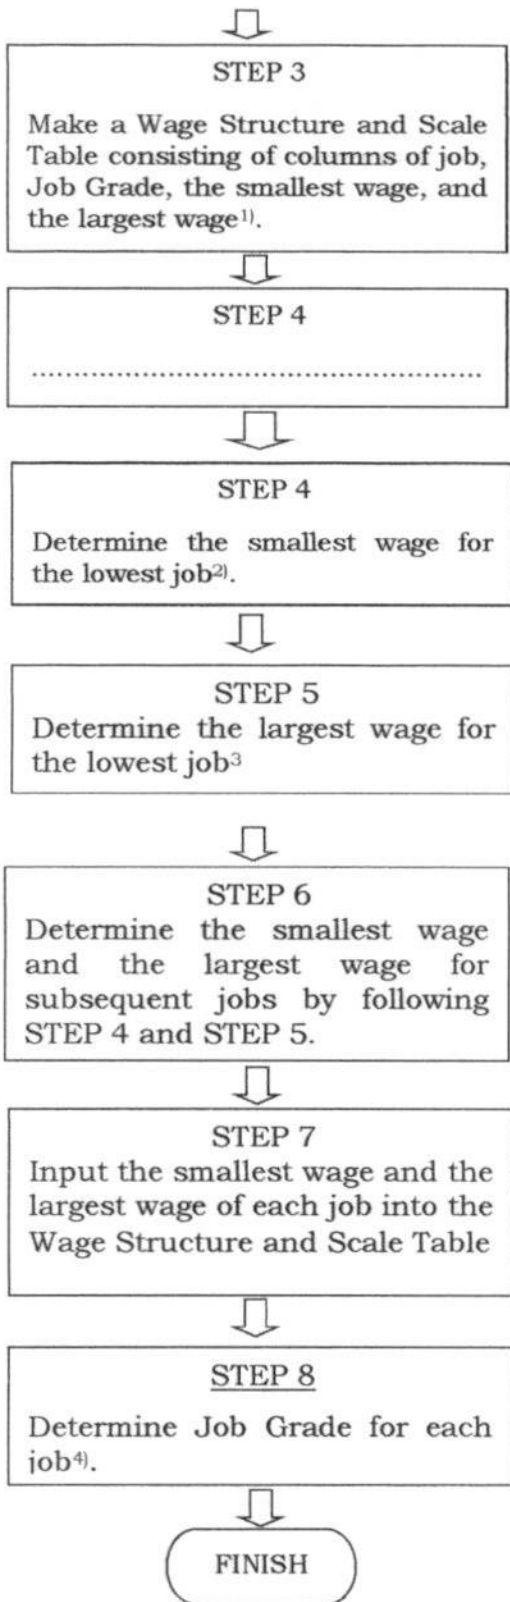 STEP 3
Make a Wage Structure and Scale
Table consisting of columns of job,
Job Grade, the smallest wage, and
the largest wage¹⁾.
STEP 4
......................................................
STEP 4
Determine the smallest wage for
the lowest job²⁾.
STEP 5
Determine the largest wage for
the lowest job³
STEP 6
Determine the smallest wage
and the largest wage for
subsequent jobs by following
STEP 4 and STEP 5.
STEP 7
Input the smallest wage and the
largest wage of each job into the
Wage Structure and Scale Table
STEP 8
Determine Job Grade for each
job⁴⁾.
FINISH